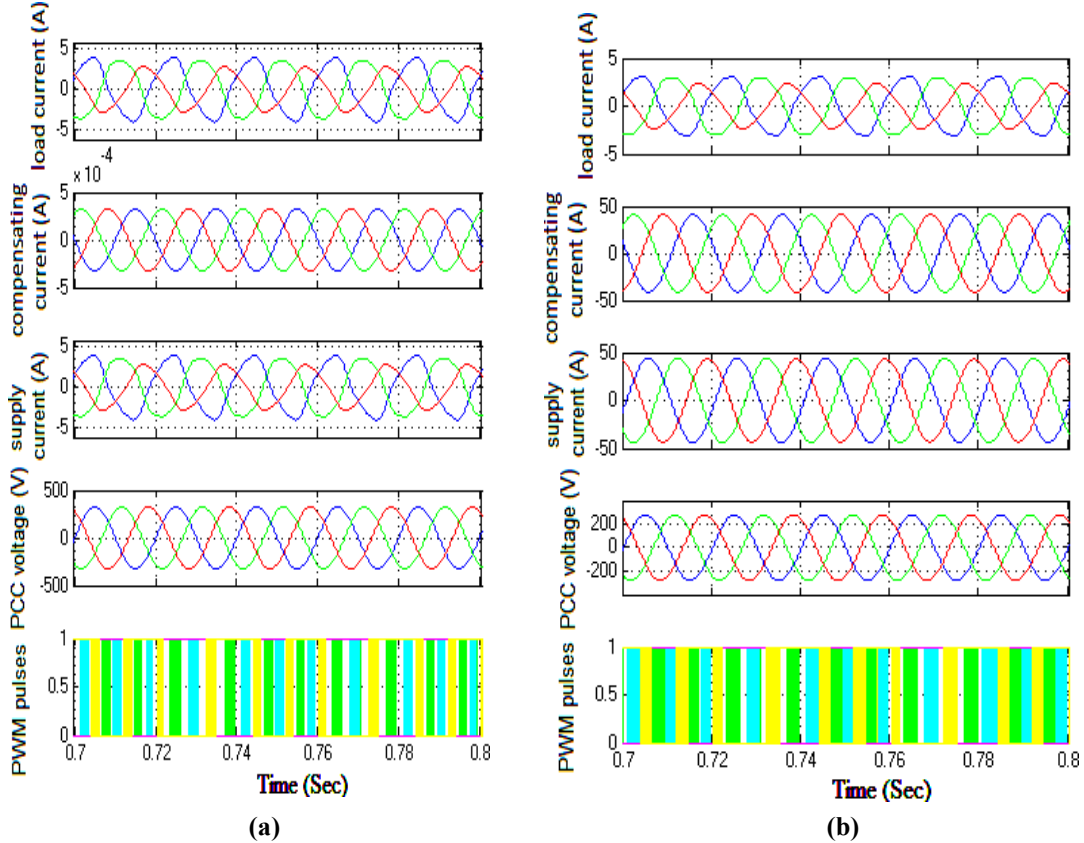 load current (A)
5
0
-5
× 10⁻⁴
compensating
current (A)
5
0
-5
supply
current (A)
5
0
-5
PCC voltage (V)
500
0
-500
PWM pulses
1
0.5
0
0.7 0.72 0.74 0.76 0.78 0.8
Time (Sec)
(a)
load current (A)
5
0
-5
compensating
current (A)
50
0
-50
supply
current (A)
50
0
-50
PCC voltage (V)
200
0
-200
PWM pulses
1
0.5
0
0.7 0.72 0.74 0.76 0.78 0.8
Time (Sec)
(b)